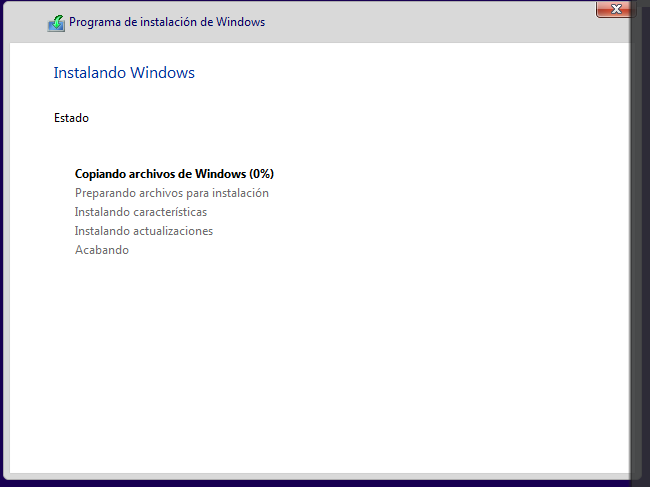 Programa de instalación de Windows
Instalando Windows
Estado
Copiando archivos de Windows (0%)
Preparando archivos para instalación
Instalando características
Instalando actualizaciones
Acabando